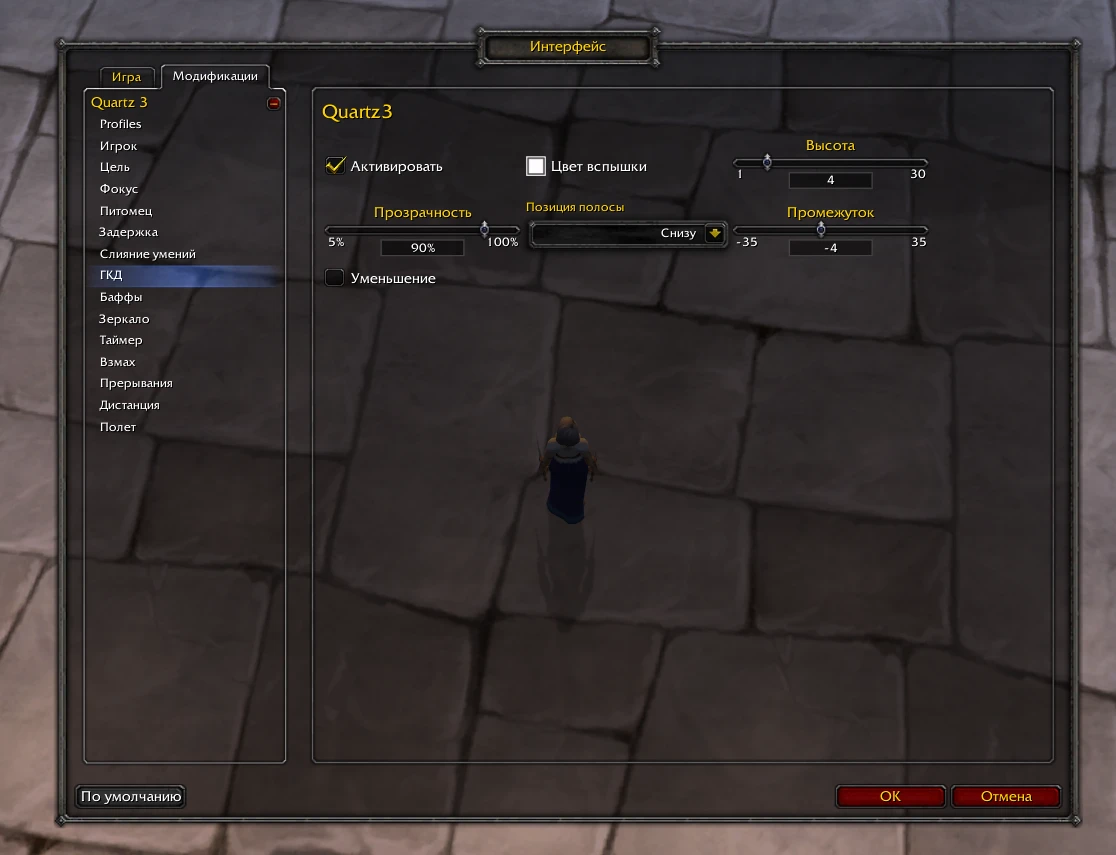 Интерфейс
Игра
Модификации
Quartz 3
Profiles
Игрок
Цель
Фокус
Питомец
Задержка
Слияние умений
ГКД
Баффы
Зеркало
Таймер
Взмах
Прерывания
Дистанция
Полет
Quartz3
Активировать
Цвет вспышки
Высота
1
4
30
Прозрачность
5%
90%
100%
Позиция полосы
Снизу
Промежуток
-35
-4
35
Уменьшение
По умолчанию
ОК
Отмена